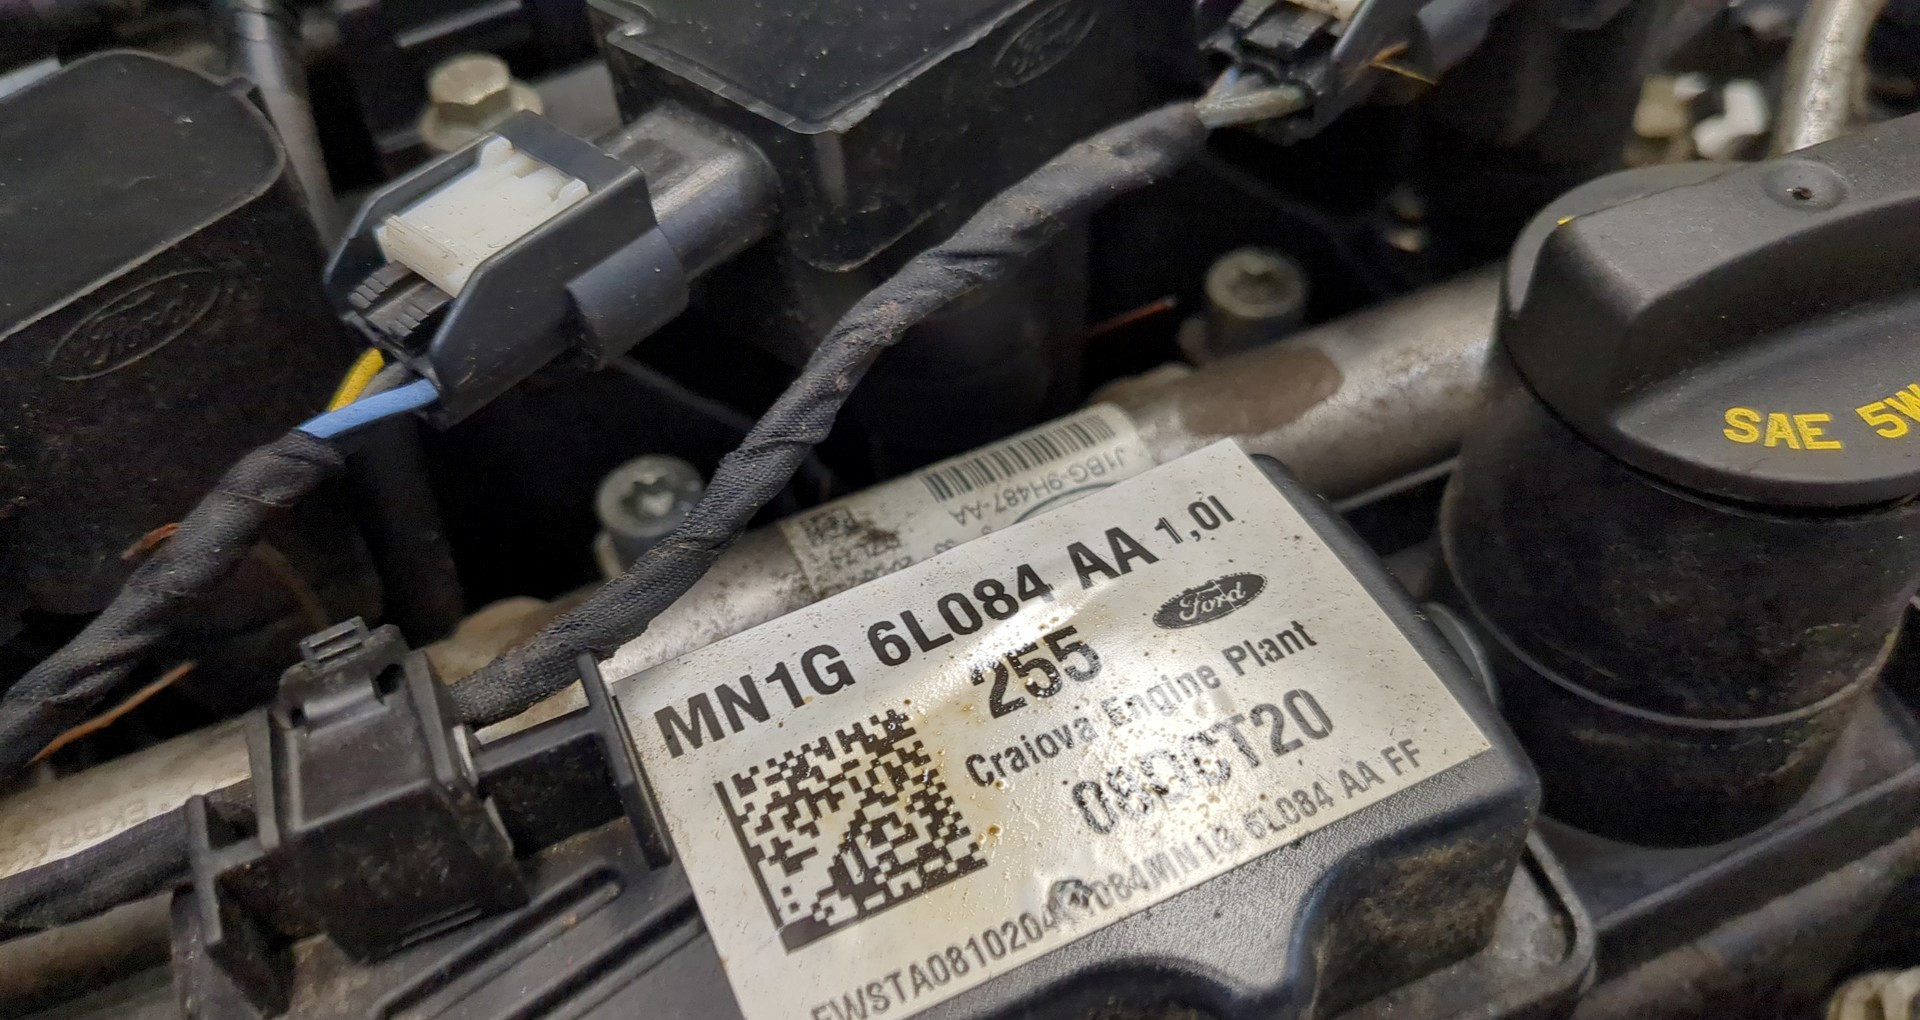 Ford
Ford
SAE 5W
J1BG-9H487-AA
MN1G 6L084 AA 1,0l
Ford
255
Craiova Engine Plant
08OCT20
6L084 AA FF